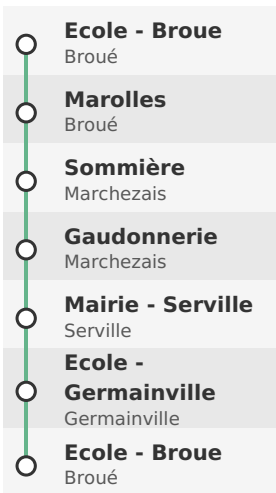 Ecole - Broue
Broué
Marolles
Broué
Sommière
Marchezais
Gaudonnerie
Marchezais
Mairie - Serville
Serville
Ecole -
Germainville
Germainville
Ecole - Broue
Broué